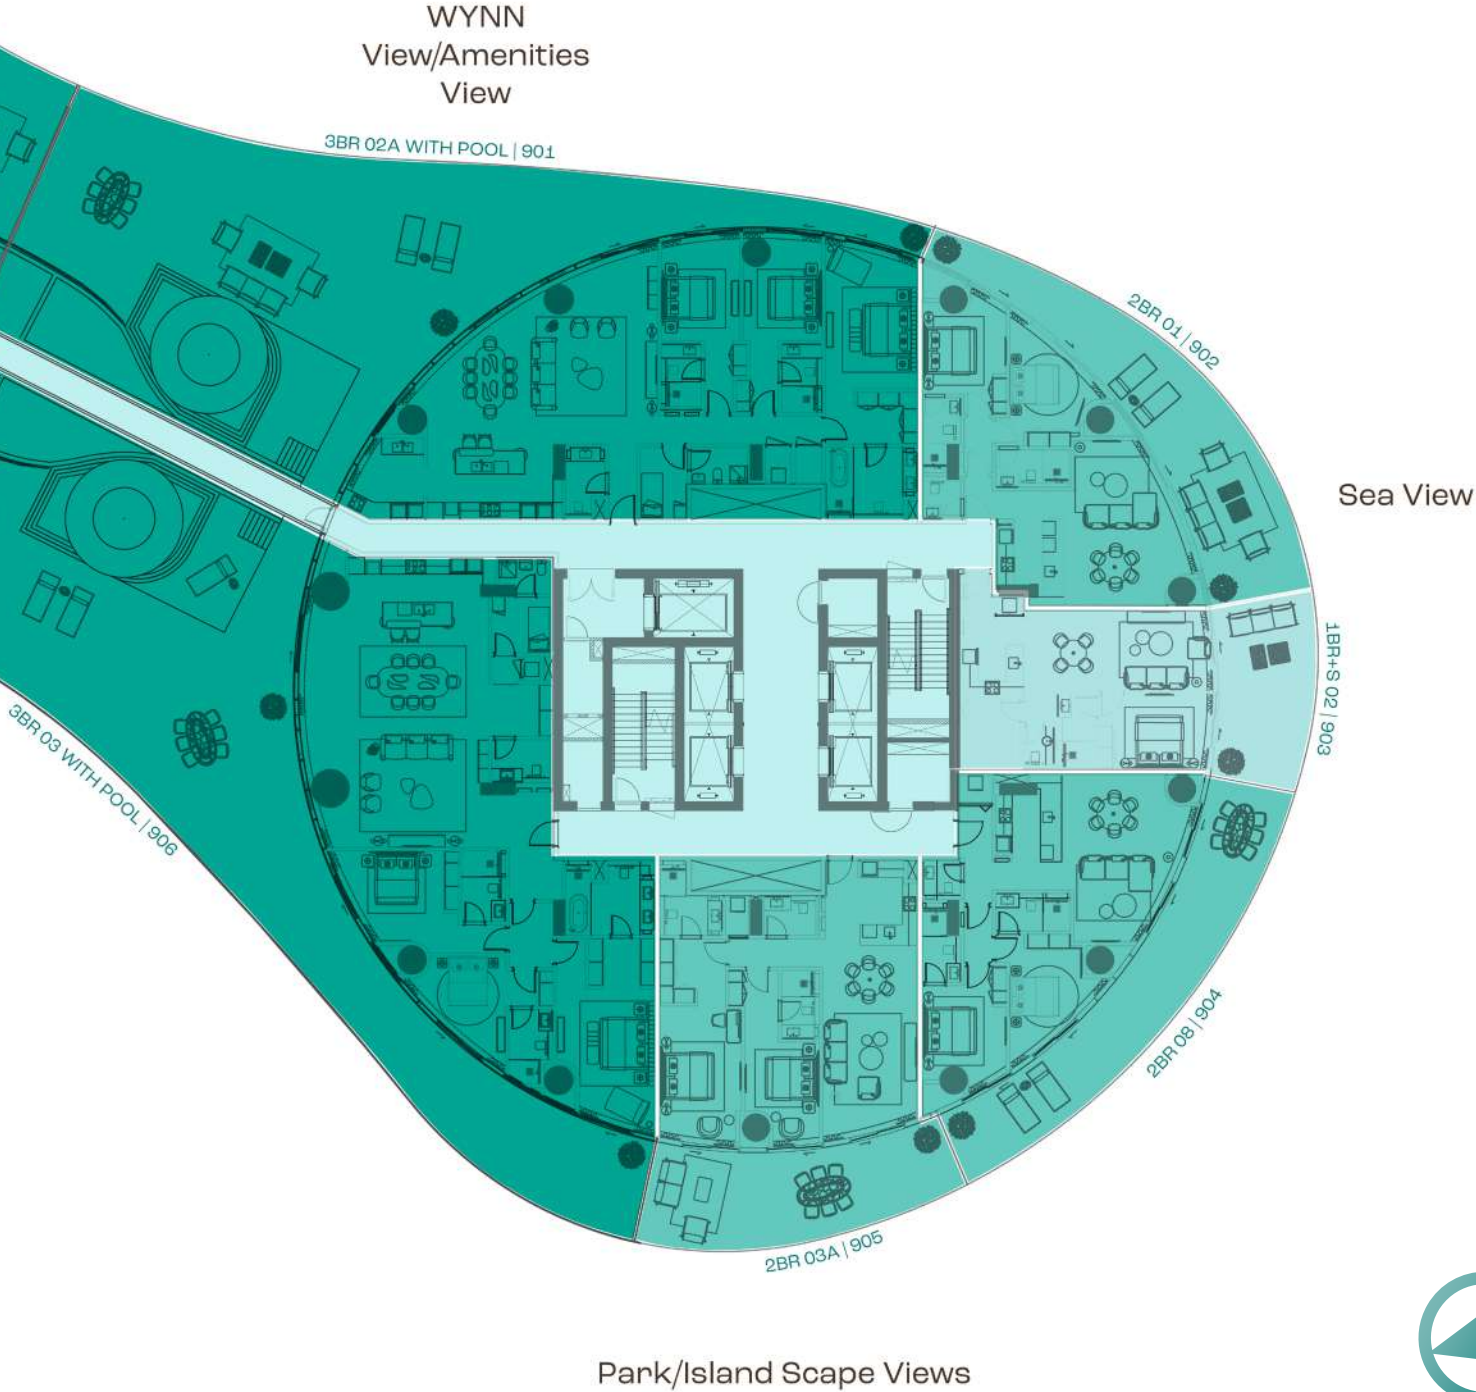 WYNN
View/Amenities
View
3BR 02A WITH POOL | 901
2BR 01 | 902
Sea View
1BR+S 02 | 903
3BR 03 WITH POOL | 906
2BR 08 | 904
2BR 03A | 905
Park/Island Scape Views